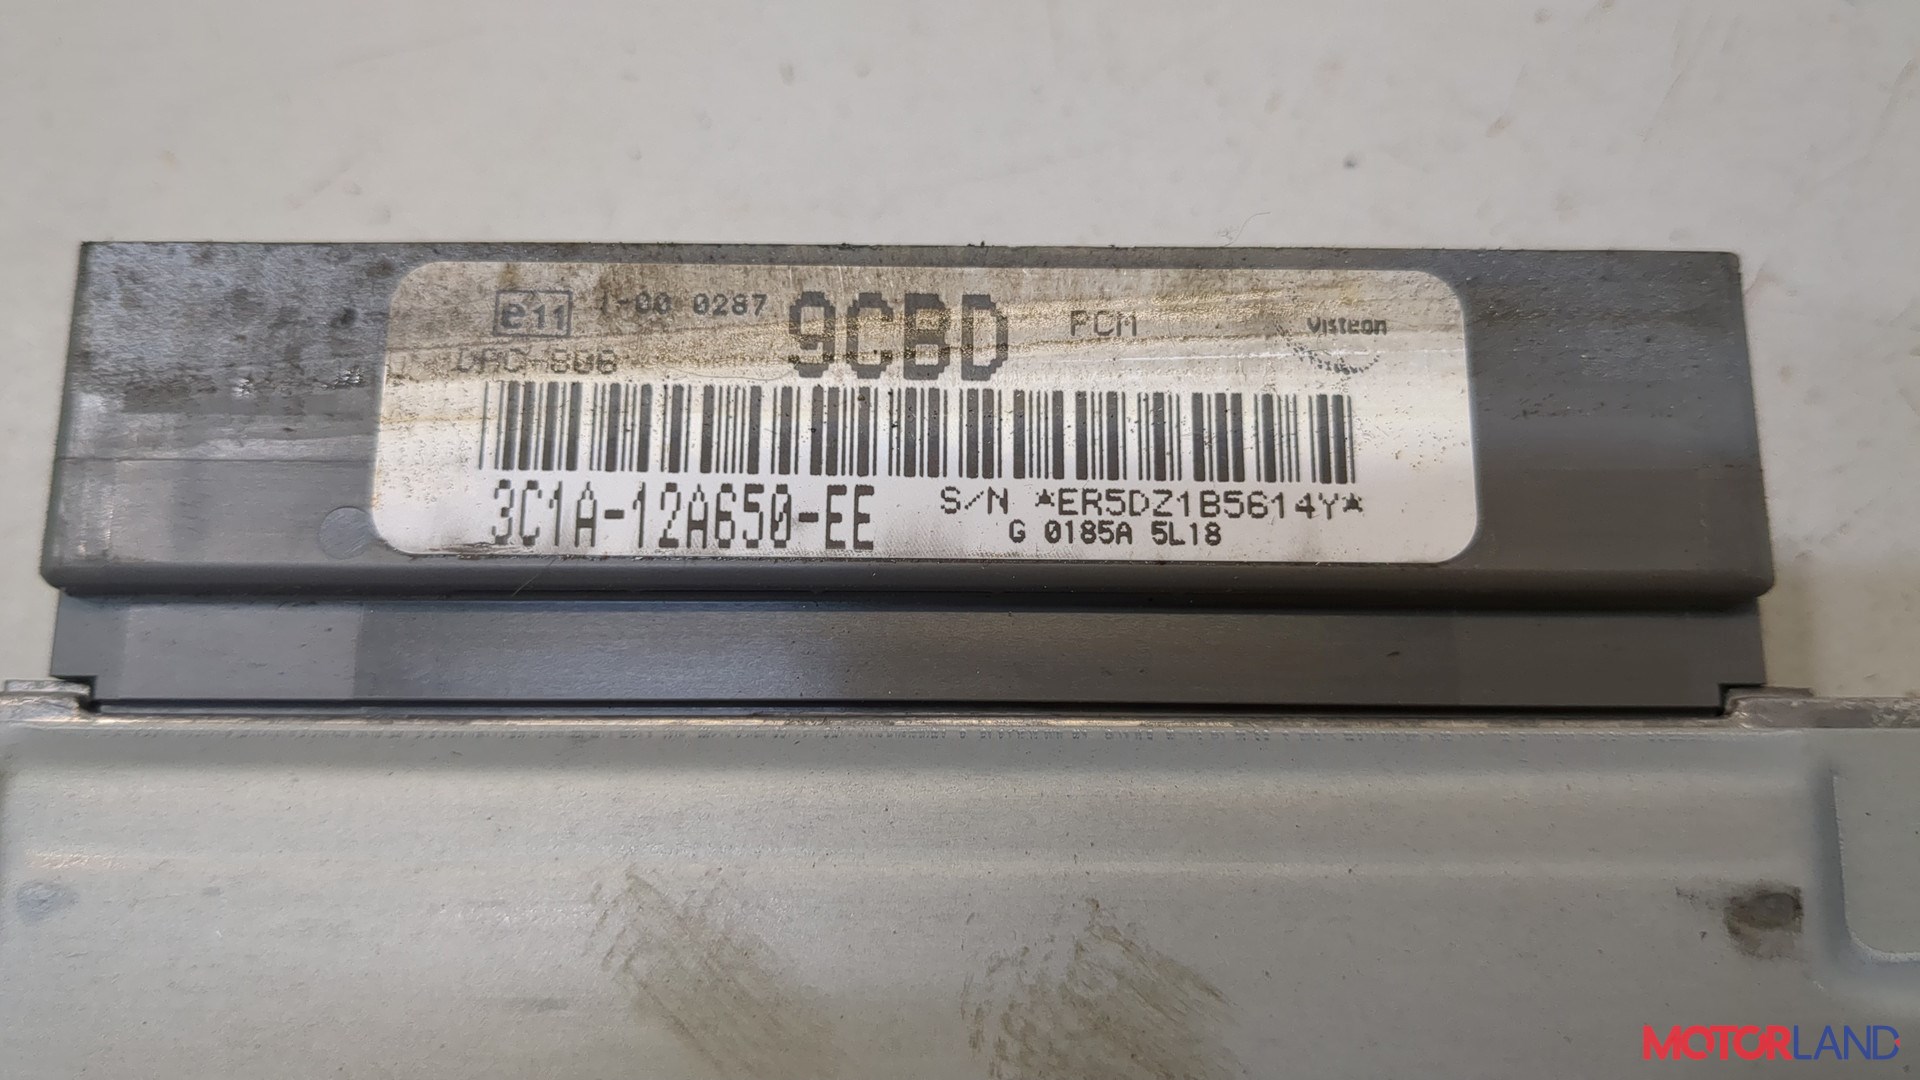 e11 1-00 0287 9CBD PCM Visteon
3C1A-12A650-EE S/N *ER5DZ1B5614Y*
G 0185A 5L18
MOTORLAND